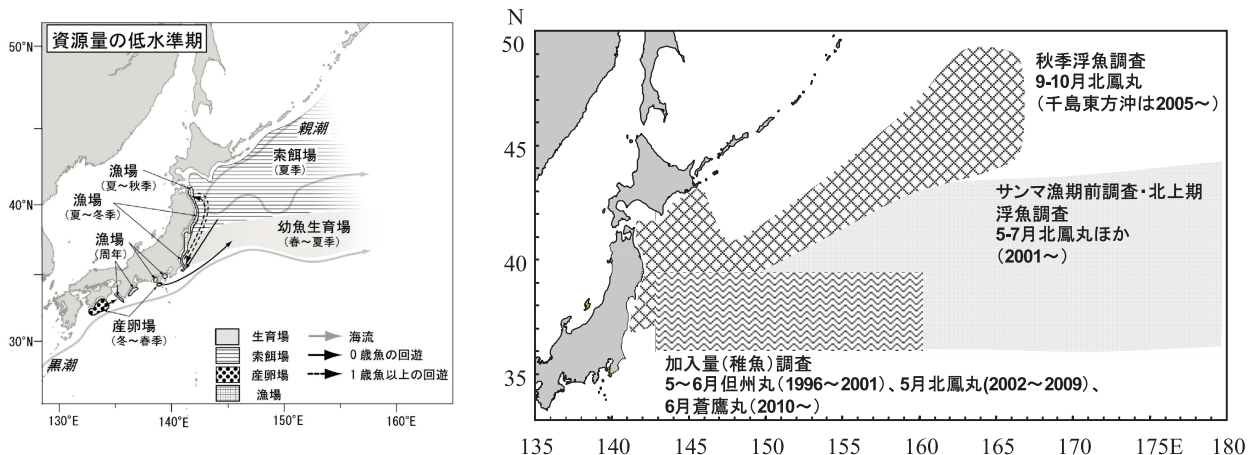 資源量の低水準期
50°N
40°N
30°N
130°E
140°E
150°E
160°E
親潮
索餌場
(夏季)
漁場
(夏~秋季)
漁場
(夏~冬季)
漁場
(周年)
幼魚生育場
(春~夏季)
産卵場
(冬~春季)
黒潮
生育場
索餌場
産卵場
漁場
海流
0歳魚の回遊
1歳魚以上の回遊
N
50
45
40
35
135
140
145
150
155
160
165
170
175E
180
秋季浮魚調査
9-10月北鳳丸
(千島東方沖は2005~)
サンマ漁期前調査・北上期
浮魚調査
5-7月北鳳丸ほか
(2001~)
加入量(稚魚)調査
5~6月但州丸(1996~2001)、5月北鳳丸(2002~2009)、
6月蒼鷹丸(2010~)